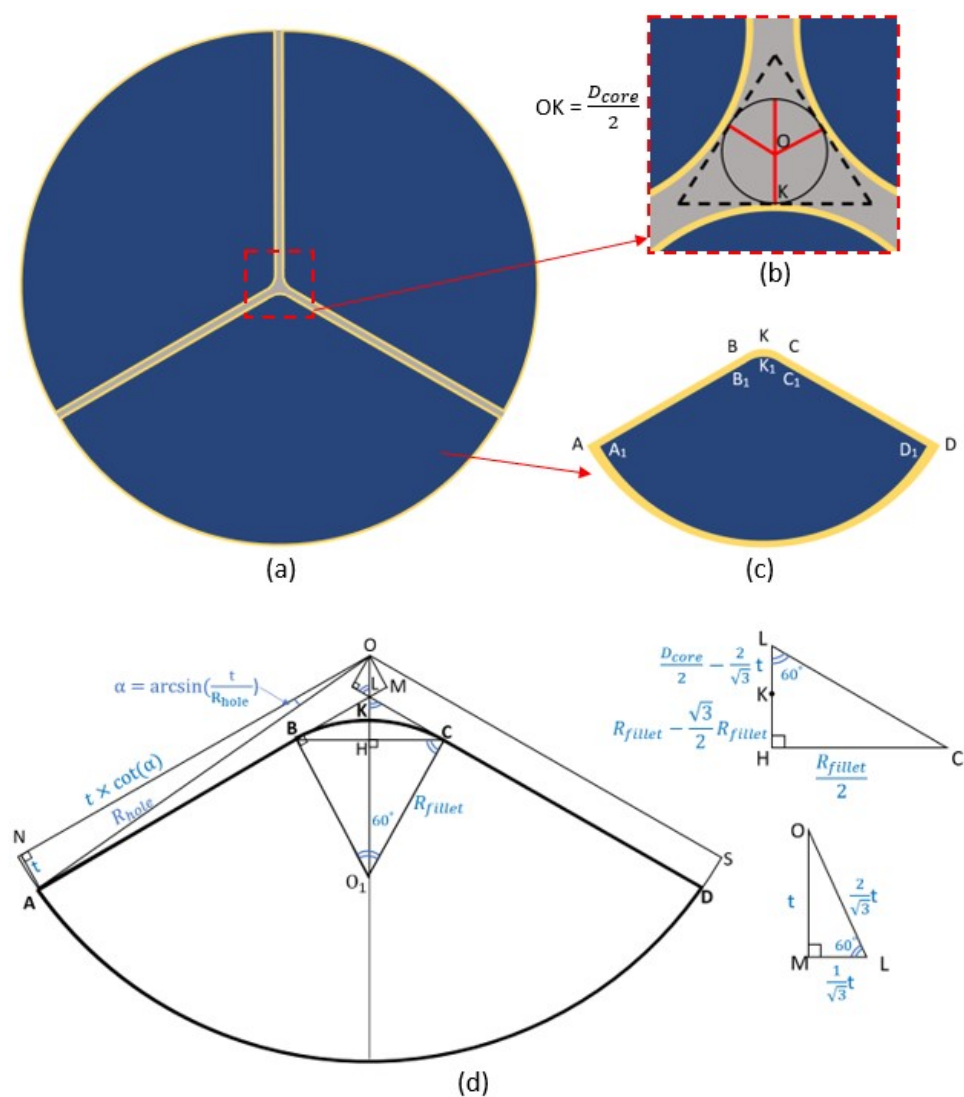 OK = D_core/2
O
K
(b)
(a)
K
B C
K₁
B₁ C₁
A A₁ D₁ D
(c)
O
α = arcsin(t/R_hole)
L M
K
B C
H
t × cot(α)
R_hole
R_fillet
60°
N
t
S
O₁
A D
L
D_core/2 − 2/√3 t
60°
K
R_fillet − √3/2 R_fillet
H C
R_fillet/2
O
t
2/√3 t
60°
M L
1/√3 t
(d)